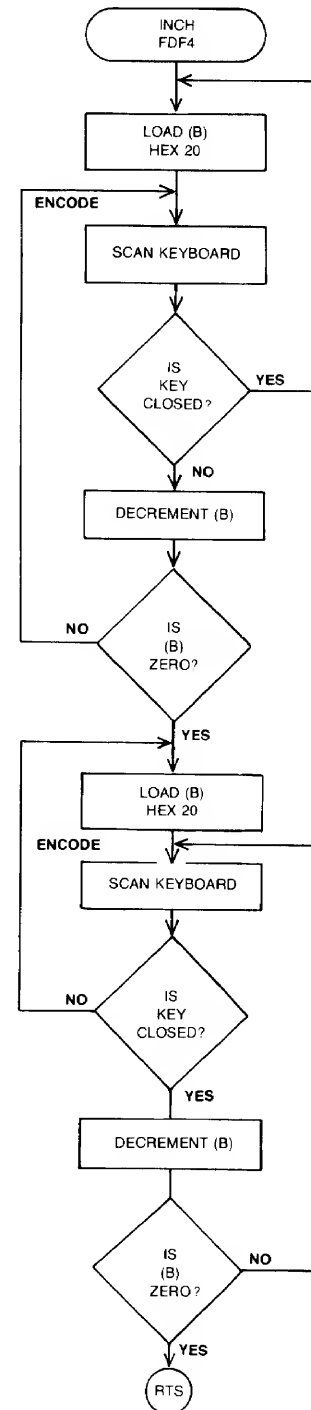 INCH
FDF4
LOAD (B)
HEX 20
ENCODE
SCAN KEYBOARD
IS
KEY
CLOSED?
YES
NO
DECREMENT (B)
NO
IS
(B)
ZERO?
YES
LOAD (B)
HEX 20
ENCODE
SCAN KEYBOARD
NO
IS
KEY
CLOSED?
YES
DECREMENT (B)
IS
(B)
ZERO?
NO
YES
RTS